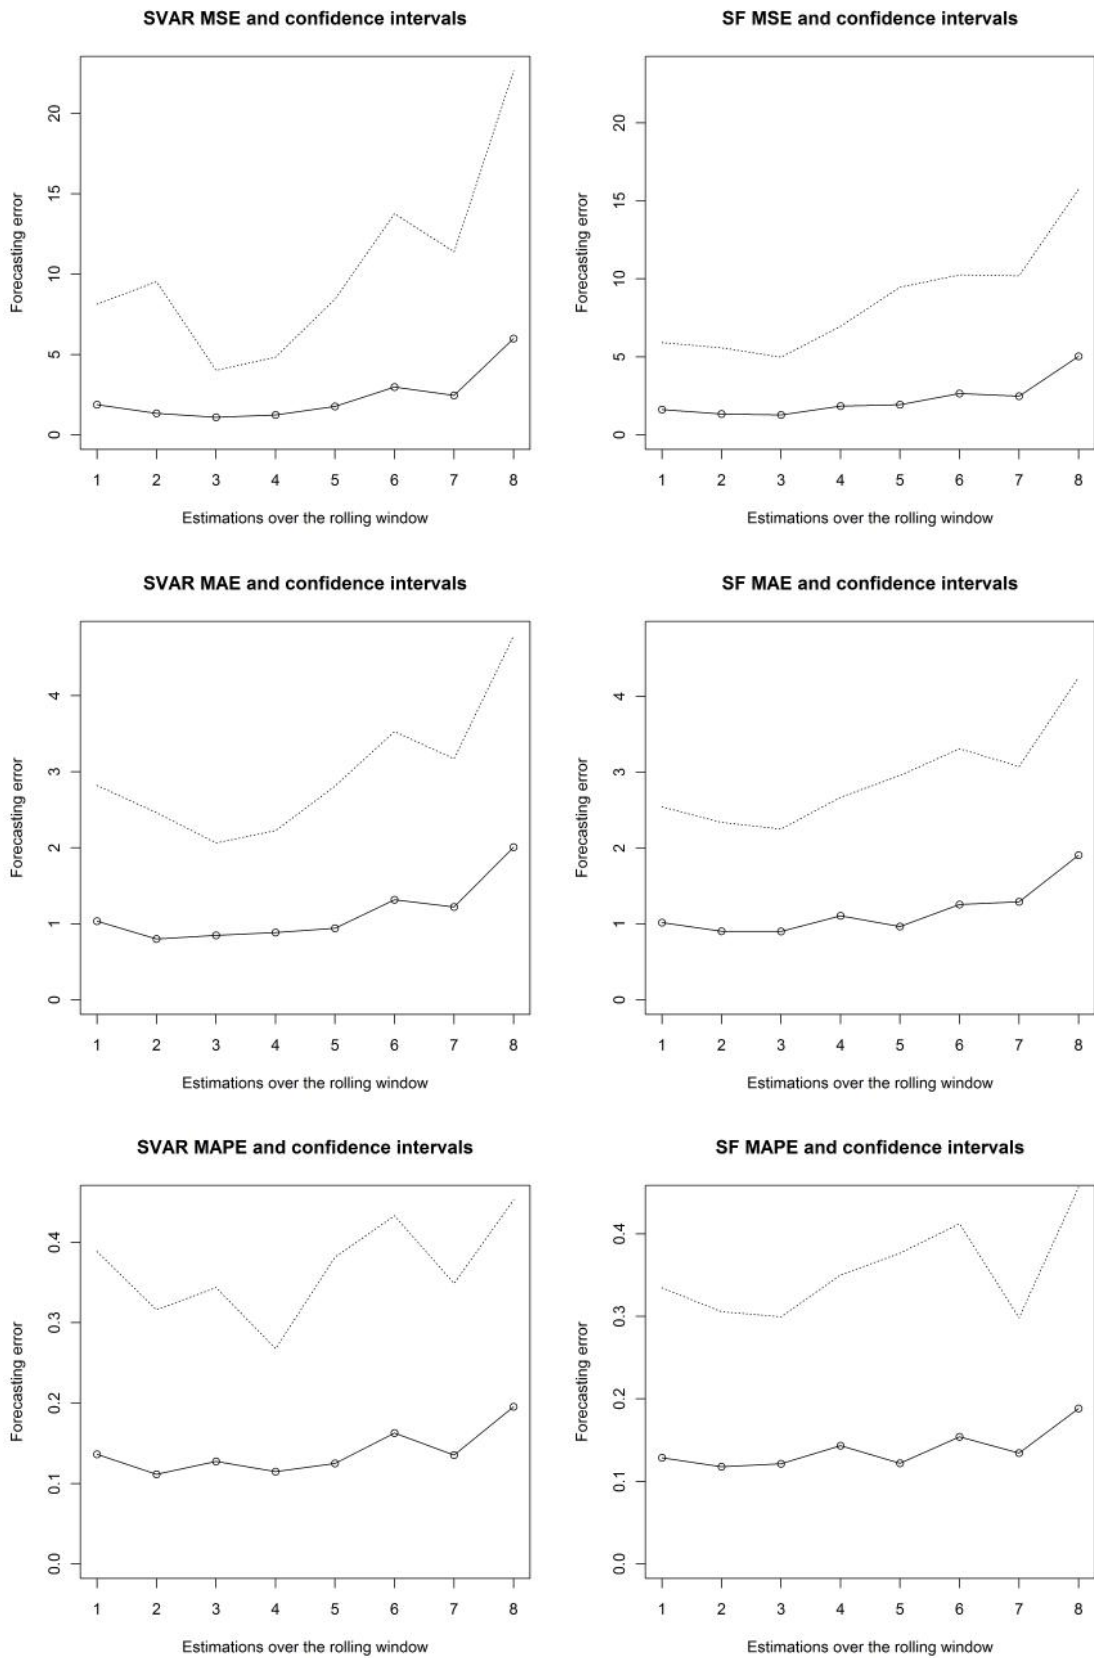 SVAR MSE and confidence intervals
Forecasting error
20
15
10
5
0
1 2 3 4 5 6 7 8
Estimations over the rolling window
SF MSE and confidence intervals
Forecasting error
20
15
10
5
0
1 2 3 4 5 6 7 8
Estimations over the rolling window
SVAR MAE and confidence intervals
Forecasting error
4
3
2
1
0
1 2 3 4 5 6 7 8
Estimations over the rolling window
SF MAE and confidence intervals
Forecasting error
4
3
2
1
0
1 2 3 4 5 6 7 8
Estimations over the rolling window
SVAR MAPE and confidence intervals
Forecasting error
0.4
0.3
0.2
0.1
0.0
1 2 3 4 5 6 7 8
Estimations over the rolling window
SF MAPE and confidence intervals
Forecasting error
0.4
0.3
0.2
0.1
0.0
1 2 3 4 5 6 7 8
Estimations over the rolling window